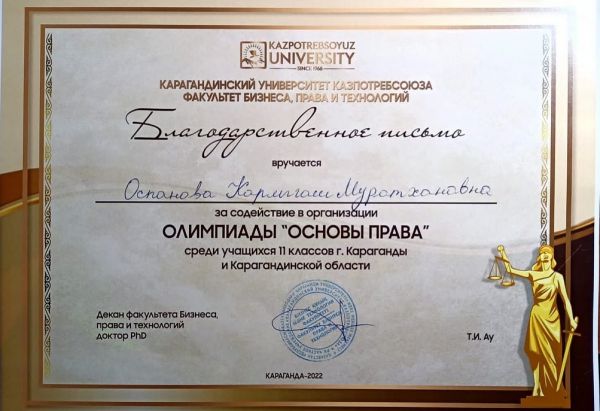 KAZPOTREBSOYUZ
UNIVERSITY
SINCE 1966
КАРАГАНДИНСКИЙ УНИВЕРСИТЕТ КАЗПОТРЕБСОЮЗА
ФАКУЛЬТЕТ БИЗНЕСА, ПРАВА И ТЕХНОЛОГИЙ
Благодарственное письмо
вручается
Оспанова Карлыгаш Муратхановна
за содействие в организации
ОЛИМПИАДЫ "ОСНОВЫ ПРАВА"
среди учащихся 11 классов г. Караганды
и Карагандинской области
Декан факультета Бизнеса,
права и технологий
доктор PhD
Т.И. Ау
КАРАГАНДА-2022